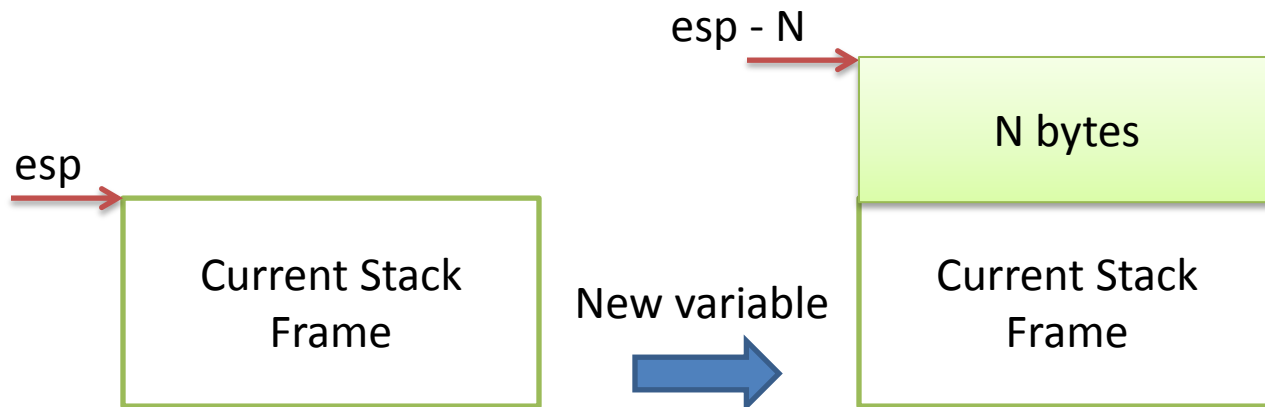 esp
Current Stack
Frame
New variable
esp - N
N bytes
Current Stack
Frame